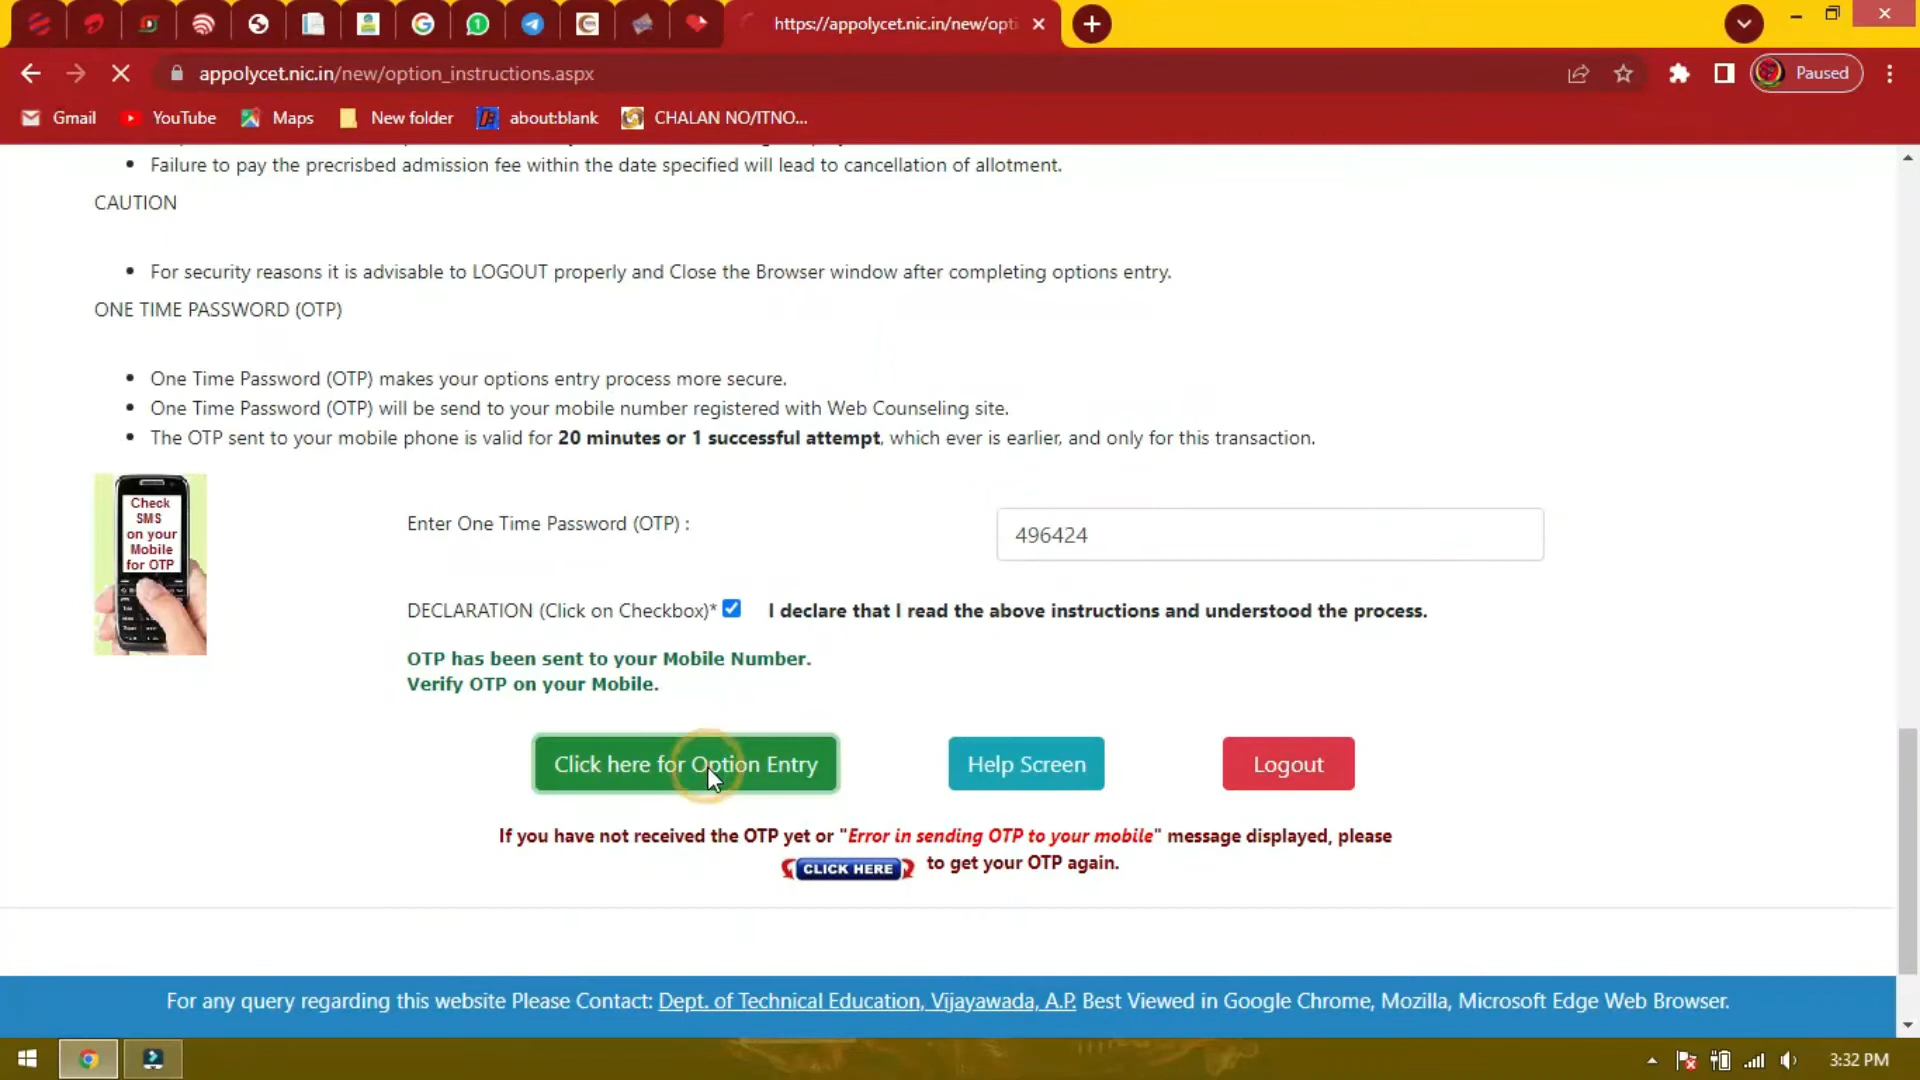 https://appolycet.nic.in/new/opti
appolycet.nic.in/new/option_instructions.aspx
Paused
Gmail
YouTube
Maps
New folder
about:blank
CHALAN NO/ITNO...
Failure to pay the precrisbed admission fee within the date specified will lead to cancellation of allotment.
CAUTION
For security reasons it is advisable to LOGOUT properly and Close the Browser window after completing options entry.
ONE TIME PASSWORD (OTP)
One Time Password (OTP) makes your options entry process more secure.
One Time Password (OTP) will be send to your mobile number registered with Web Counseling site.
The OTP sent to your mobile phone is valid for 20 minutes or 1 successful attempt, which ever is earlier, and only for this transaction.
Check
SMS
on your
Mobile
for OTP
Enter One Time Password (OTP) :
496424
DECLARATION (Click on Checkbox)* I declare that I read the above instructions and understood the process.
OTP has been sent to your Mobile Number.
Verify OTP on your Mobile.
Click here for Option Entry
Help Screen
Logout
If you have not received the OTP yet or "Error in sending OTP to your mobile" message displayed, please
CLICK HERE to get your OTP again.
For any query regarding this website Please Contact: Dept. of Technical Education, Vijayawada, A.P. Best Viewed in Google Chrome, Mozilla, Microsoft Edge Web Browser.
3:32 PM